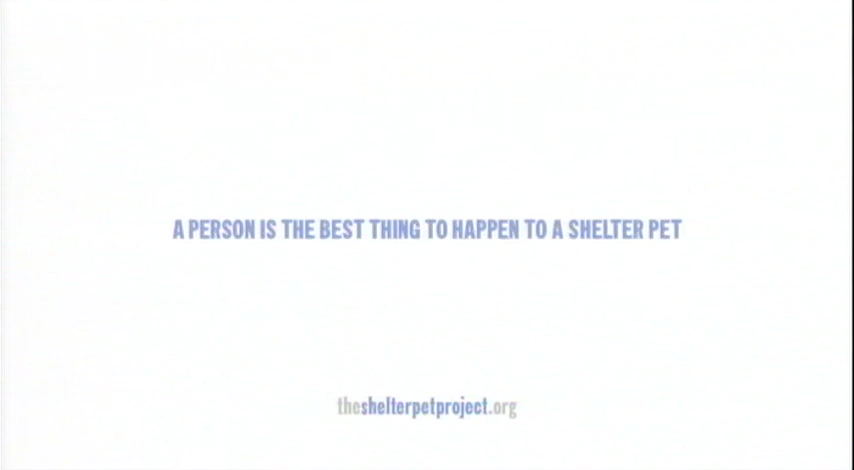 A PERSON IS THE BEST THING TO HAPPEN TO A SHELTER PET
theshelterpetproject.org